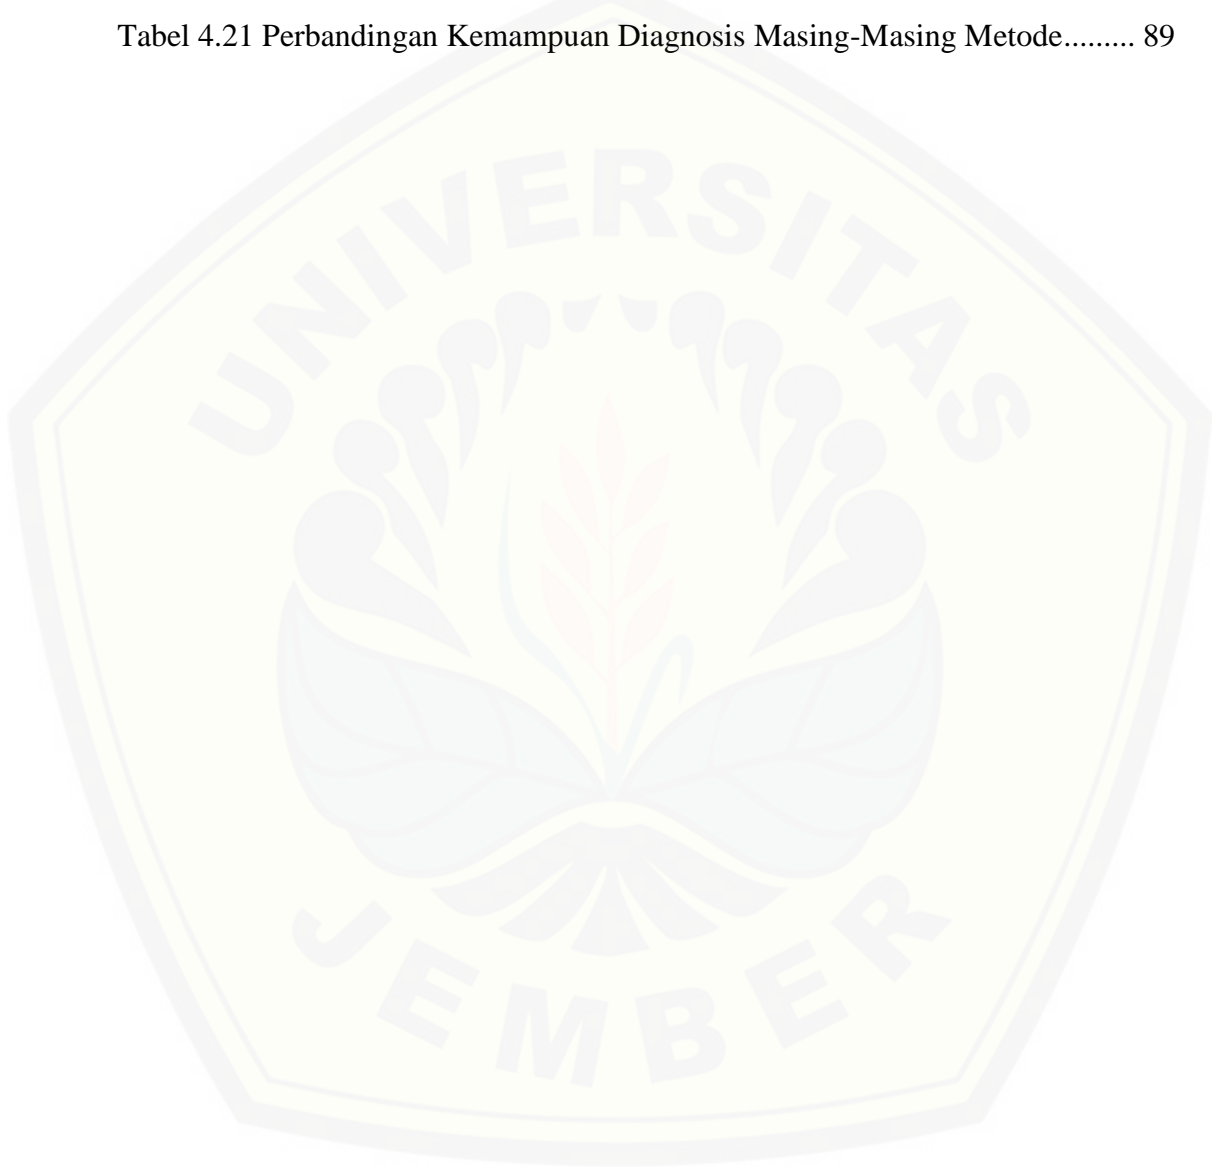 Tabel 4.21 Perbandingan Kemampuan Diagnosis Masing-Masing Metode......... 89
UNIVERSITAS
JEMBER